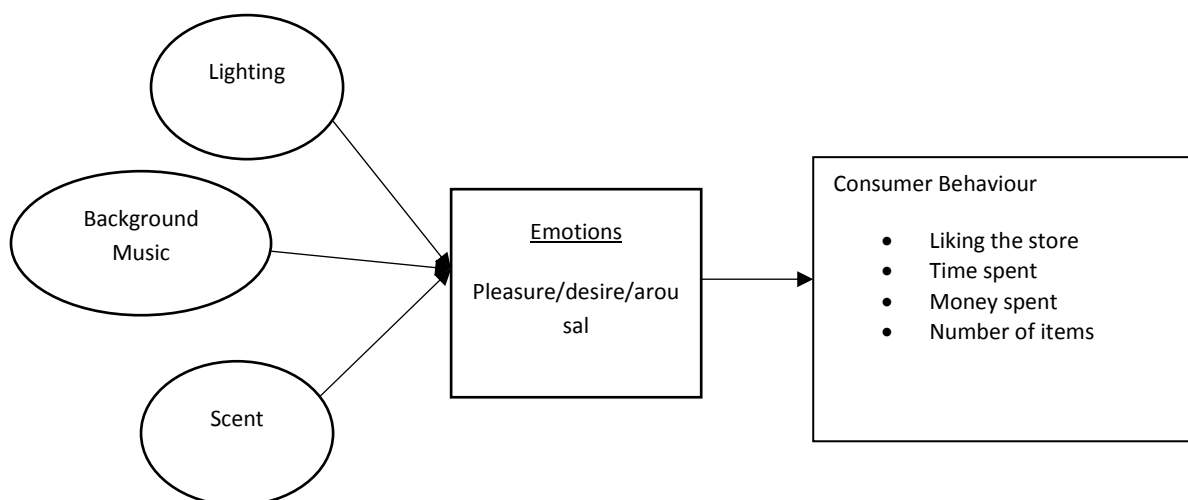 Lighting
Background
Music
Scent
Emotions
Pleasure/desire/arou
sal
Consumer Behaviour
• Liking the store
• Time spent
• Money spent
• Number of items